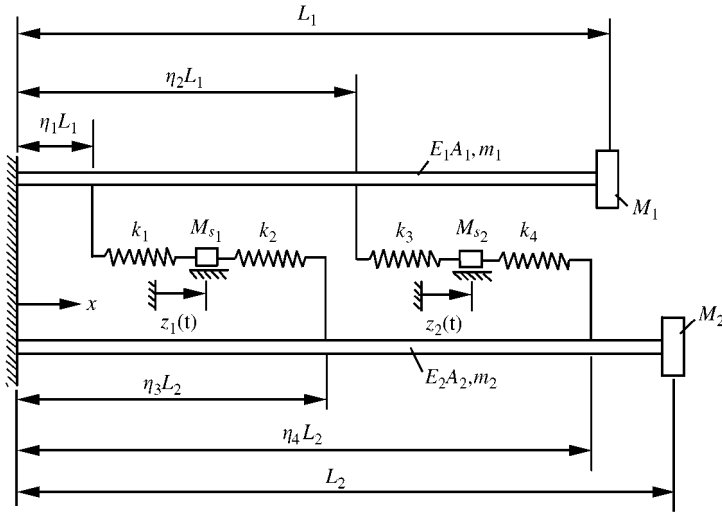 L₁
η₂L₁
η₁L₁
E₁A₁, m₁
M₁
k₁ Mₛ₁ k₂ k₃ Mₛ₂ k₄
x z₁(t) z₂(t)
M₂
E₂A₂, m₂
η₃L₂
η₄L₂
L₂